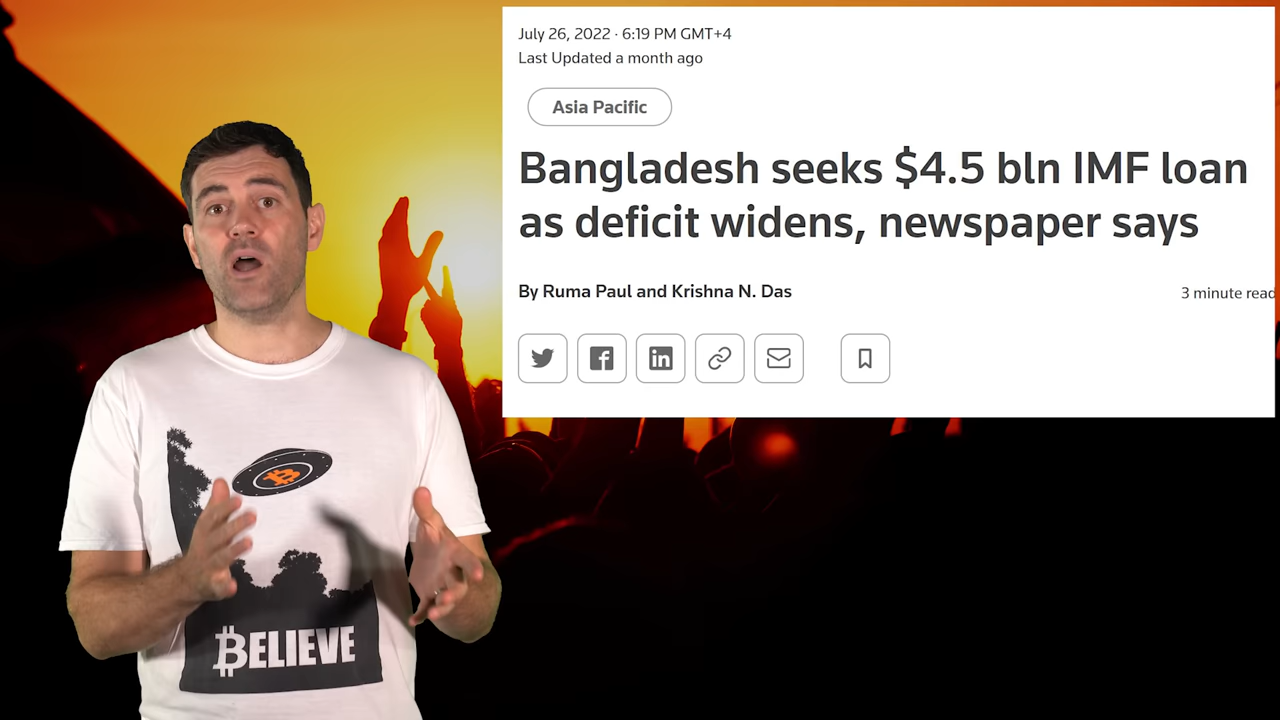 July 26, 2022 · 6:19 PM GMT+4
Last Updated a month ago
Asia Pacific
Bangladesh seeks $4.5 bln IMF loan
as deficit widens, newspaper says
By Ruma Paul and Krishna N. Das
3 minute read
₿ELIEVE